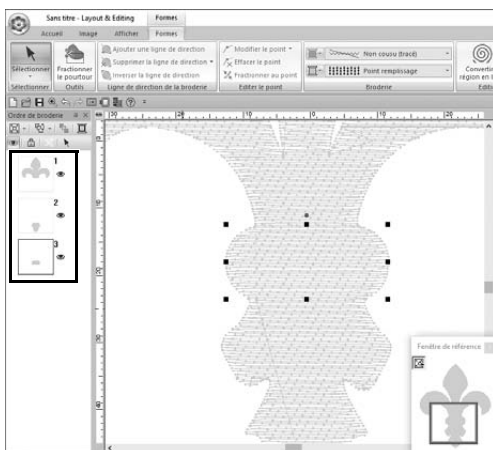 Sans titre - Layout & Editing Formes
Accueil Image Afficher Formes
Sélectionner
Fractionner le pourtour
Ajouter une ligne de direction
Supprimer la ligne de direction
Inverser la ligne de direction
Modifier le point
Effacer le point
Fractionner au point
Non cousu (tracé)
Point remplissage
Sélectionner Outils Ligne de direction de la broderie Editer le point Broderie
Ordre de broderie
1
2
3
Fenêtre de référence